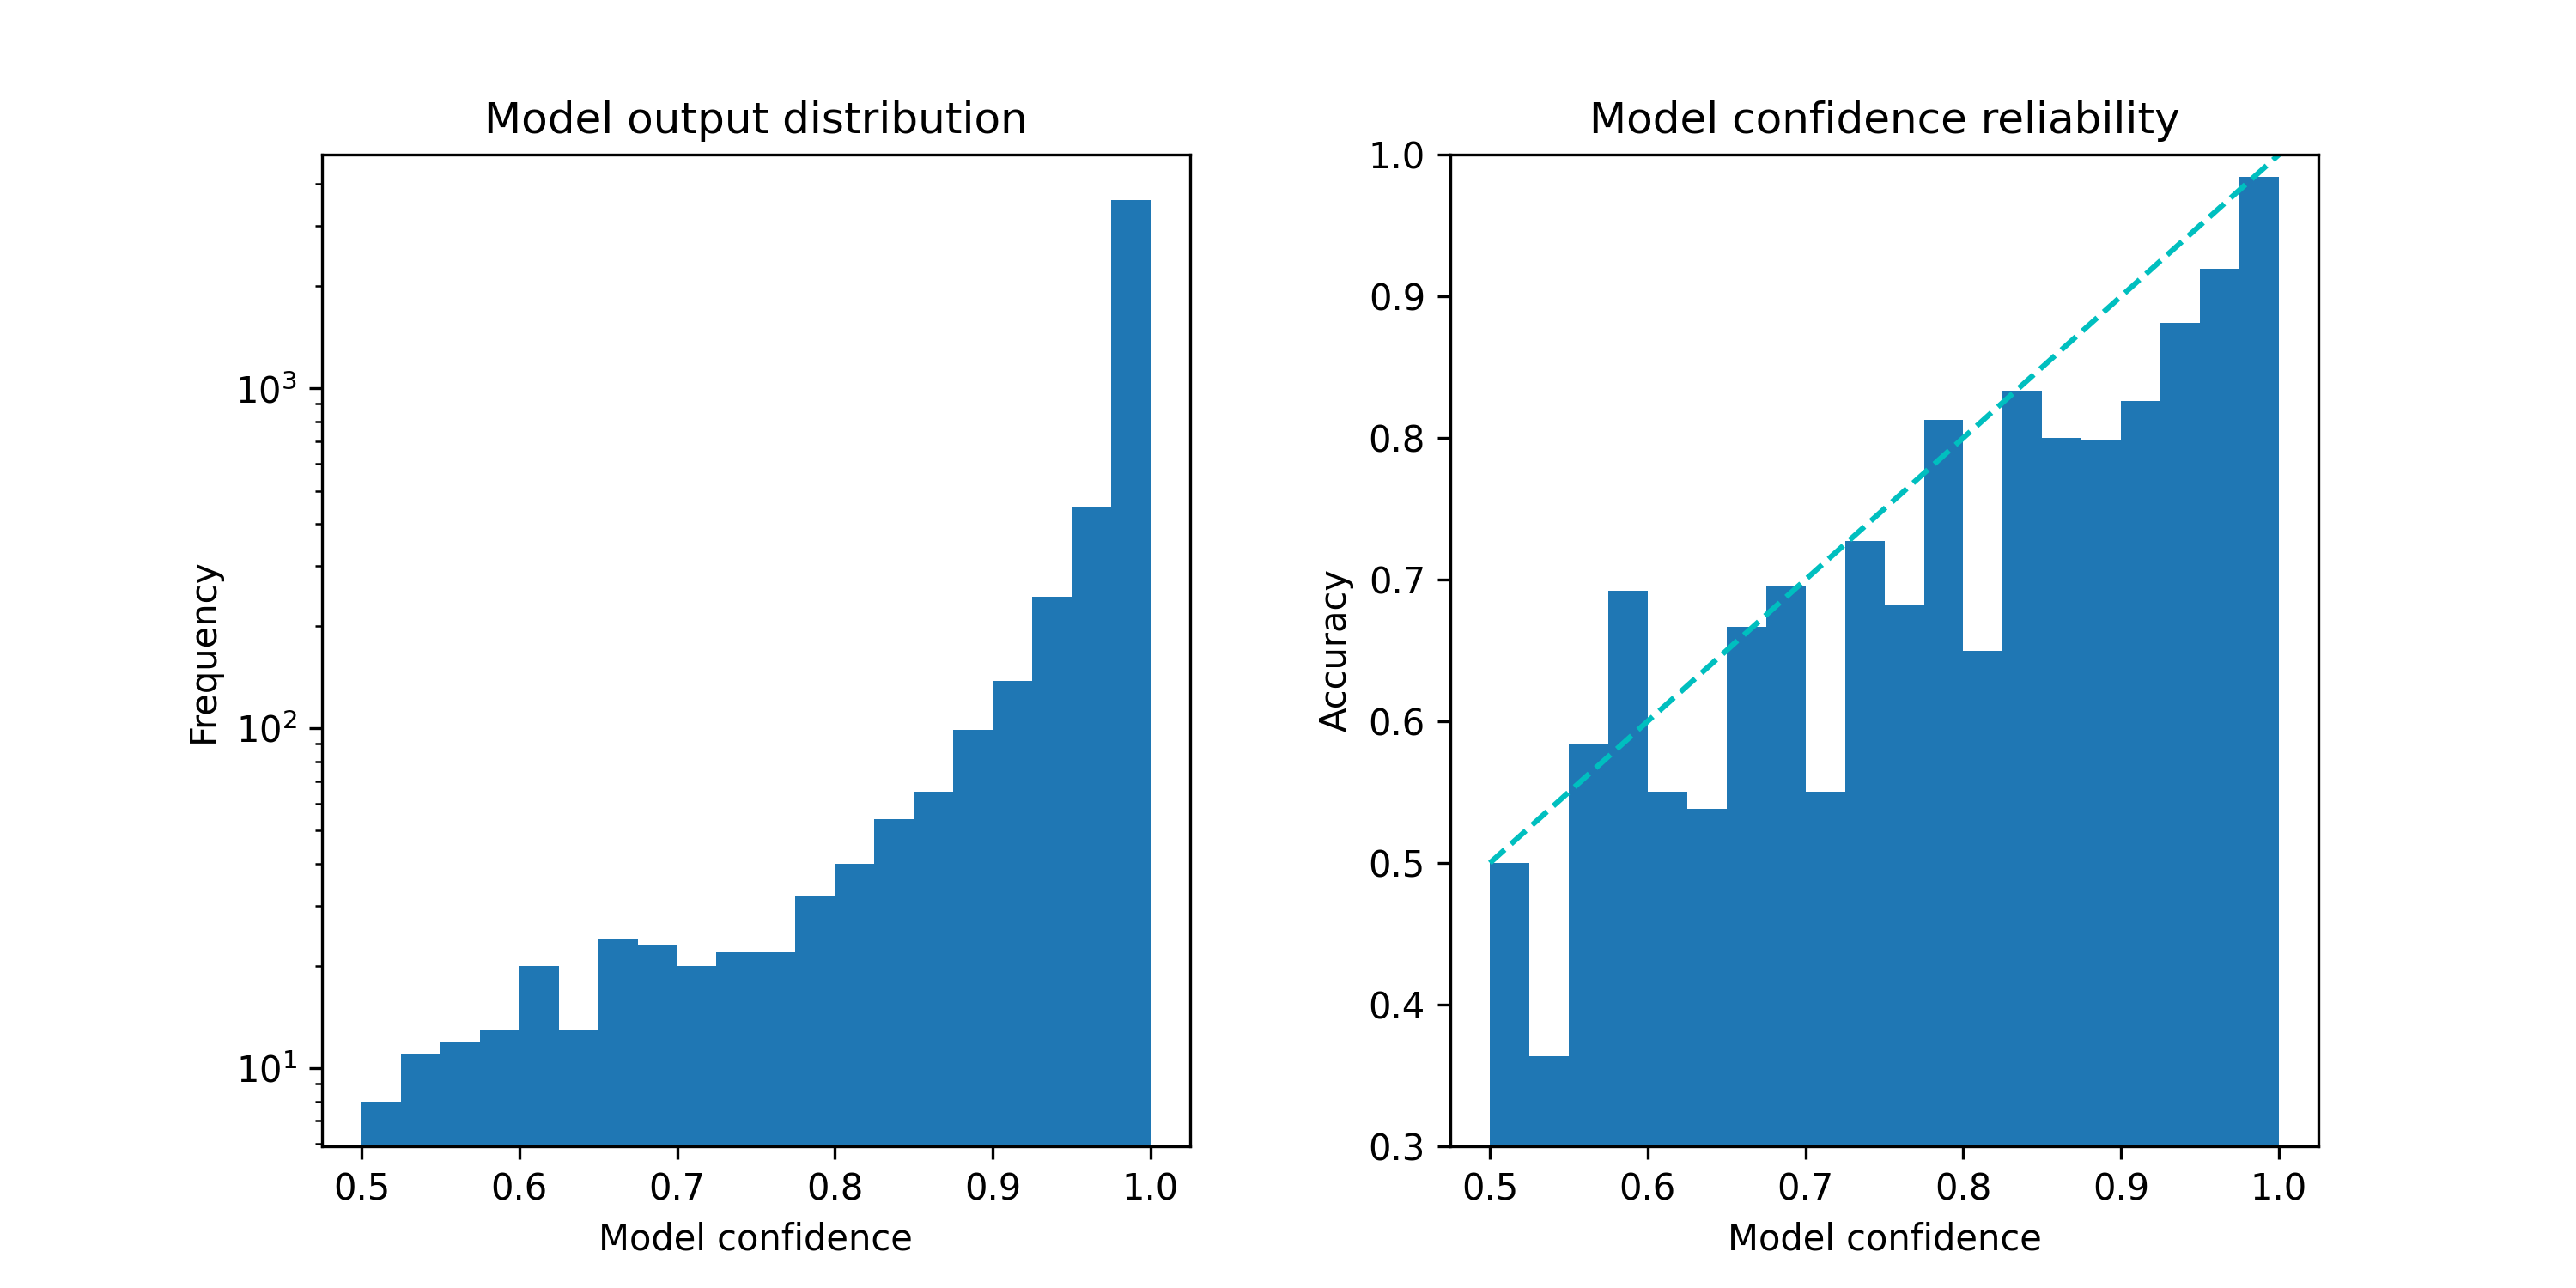 Model output distribution
Frequency
10³
10²
10¹
0.5 0.6 0.7 0.8 0.9 1.0
Model confidence
Model confidence reliability
Accuracy
1.0
0.9
0.8
0.7
0.6
0.5
0.4
0.3
0.5 0.6 0.7 0.8 0.9 1.0
Model confidence